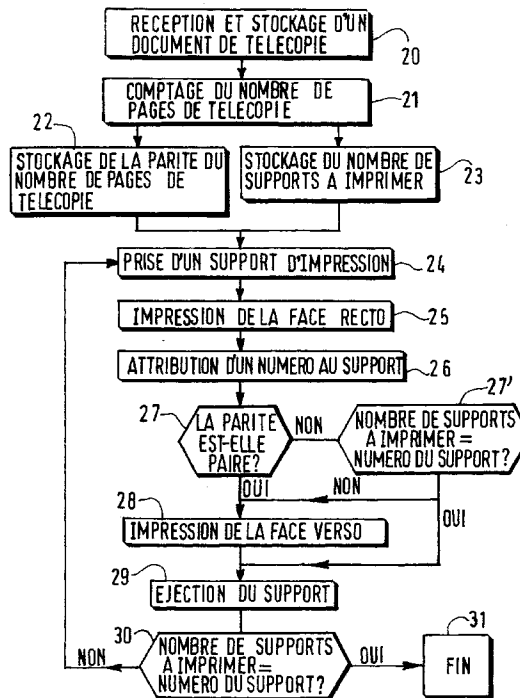 RECEPTION ET STOCKAGE D'UN
DOCUMENT DE TELECOPIE
20
COMPTAGE DU NOMBRE DE
PAGES DE TELECOPIE
21
22
STOCKAGE DE LA PARITE DU
NOMBRE DE PAGES DE
TELECOPIE
STOCKAGE DU NOMBRE DE
SUPPORTS A IMPRIMER
23
PRISE D'UN SUPPORT D'IMPRESSION
24
IMPRESSION DE LA FACE RECTO
25
ATTRIBUTION D'UN NUMERO AU SUPPORT
26
27
LA PARITE
EST-ELLE
PAIRE?
NON
27'
NOMBRE DE SUPPORTS
A IMPRIMER =
NUMERO DU SUPPORT?
OUI
NON
OUI
28
IMPRESSION DE LA FACE VERSO
29
EJECTION DU SUPPORT
30
NOMBRE DE SUPPORTS
A IMPRIMER =
NUMERO DU SUPPORT?
NON
OUI
31
FIN